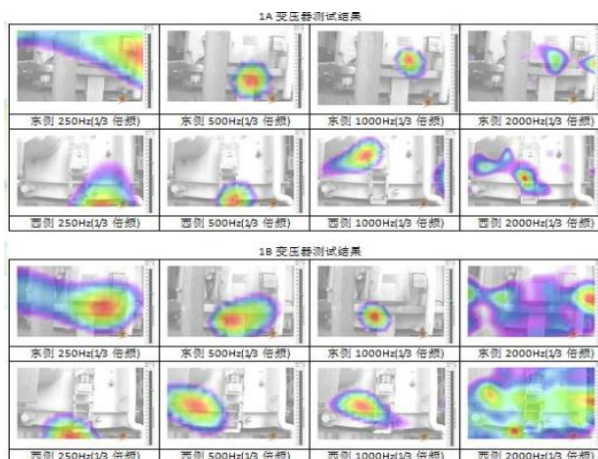 1A 变压器测试结果
东侧 250Hz(1/3 倍频) 东侧 500Hz(1/3 倍频) 东侧 1000Hz(1/3 倍频) 东侧 2000Hz(1/3 倍频)
西侧 250Hz(1/3 倍频) 西侧 500Hz(1/3 倍频) 西侧 1000Hz(1/3 倍频) 西侧 2000Hz(1/3 倍频)
1B 变压器测试结果
东侧 250Hz(1/3 倍频) 东侧 500Hz(1/3 倍频) 东侧 1000Hz(1/3 倍频) 东侧 2000Hz(1/3 倍频)
西侧 250Hz(1/3 倍频) 西侧 500Hz(1/3 倍频) 西侧 1000Hz(1/3 倍频) 西侧 2000Hz(1/3 倍频)